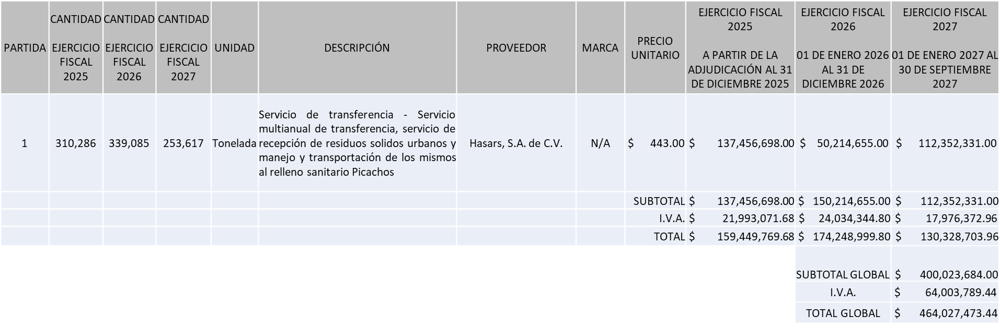 PARTIDA
CANTIDAD
EJERCICIO
FISCAL
2025
CANTIDAD
EJERCICIO
FISCAL
2026
CANTIDAD
EJERCICIO
FISCAL
2027
UNIDAD
DESCRIPCIÓN
PROVEEDOR
MARCA
PRECIO
UNITARIO
EJERCICIO FISCAL
2025
A PARTIR DE LA
ADJUDICACIÓN AL 31
DE DICIEMBRE 2025
EJERCICIO FISCAL
2026
01 DE ENERO 2026
AL 31 DE
DICIEMBRE 2026
EJERCICIO FISCAL
2027
01 DE ENERO 2027 AL
30 DE SEPTIEMBRE
2027
1
310,286
339,085
253,617
Tonelada
Servicio de transferencia - Servicio
multianual de transferencia, servicio de
recepción de residuos solidos urbanos y
manejo y transportación de los mismos
al relleno sanitario Picachos
Hasars, S.A. de C.V.
N/A
$ 443.00
$ 137,456,698.00
$ 50,214,655.00
$ 112,352,331.00
SUBTOTAL $ 137,456,698.00 $ 150,214,655.00 $ 112,352,331.00
I.V.A. $ 21,993,071.68 $ 24,034,344.80 $ 17,976,372.96
TOTAL $ 159,449,769.68 $ 174,248,999.80 $ 130,328,703.96
SUBTOTAL GLOBAL $ 400,023,684.00
I.V.A. $ 64,003,789.44
TOTAL GLOBAL $ 464,027,473.44